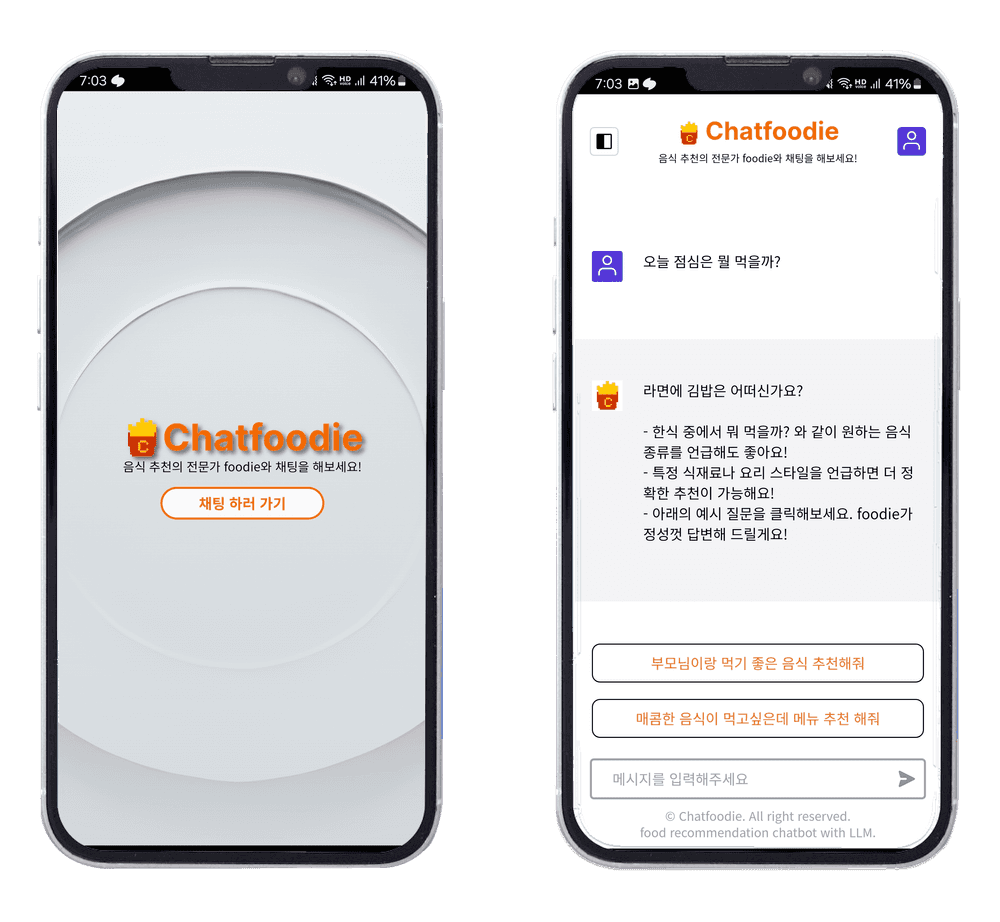 7:03
HD
VOICE
41%
C
Chatfoodie
음식 추천의 전문가 foodie와 채팅을 해보세요!
채팅 하러 가기
7:03
HD
VOICE
41%
C
Chatfoodie
음식 추천의 전문가 foodie와 채팅을 해보세요!
오늘 점심은 뭘 먹을까?
C
라면에 김밥은 어떠신가요?
- 한식 중에서 뭐 먹을까? 와 같이 원하는 음식
종류를 언급해도 좋아요!
- 특정 식재료나 요리 스타일을 언급하면 더 정
확한 추천이 가능해요!
- 아래의 예시 질문을 클릭해보세요. foodie가
정성껏 답변해 드릴게요!
부모님이랑 먹기 좋은 음식 추천해줘
매콤한 음식이 먹고싶은데 메뉴 추천 해줘
메시지를 입력해주세요
© Chatfoodie. All right reserved.
food recommendation chatbot with LLM.